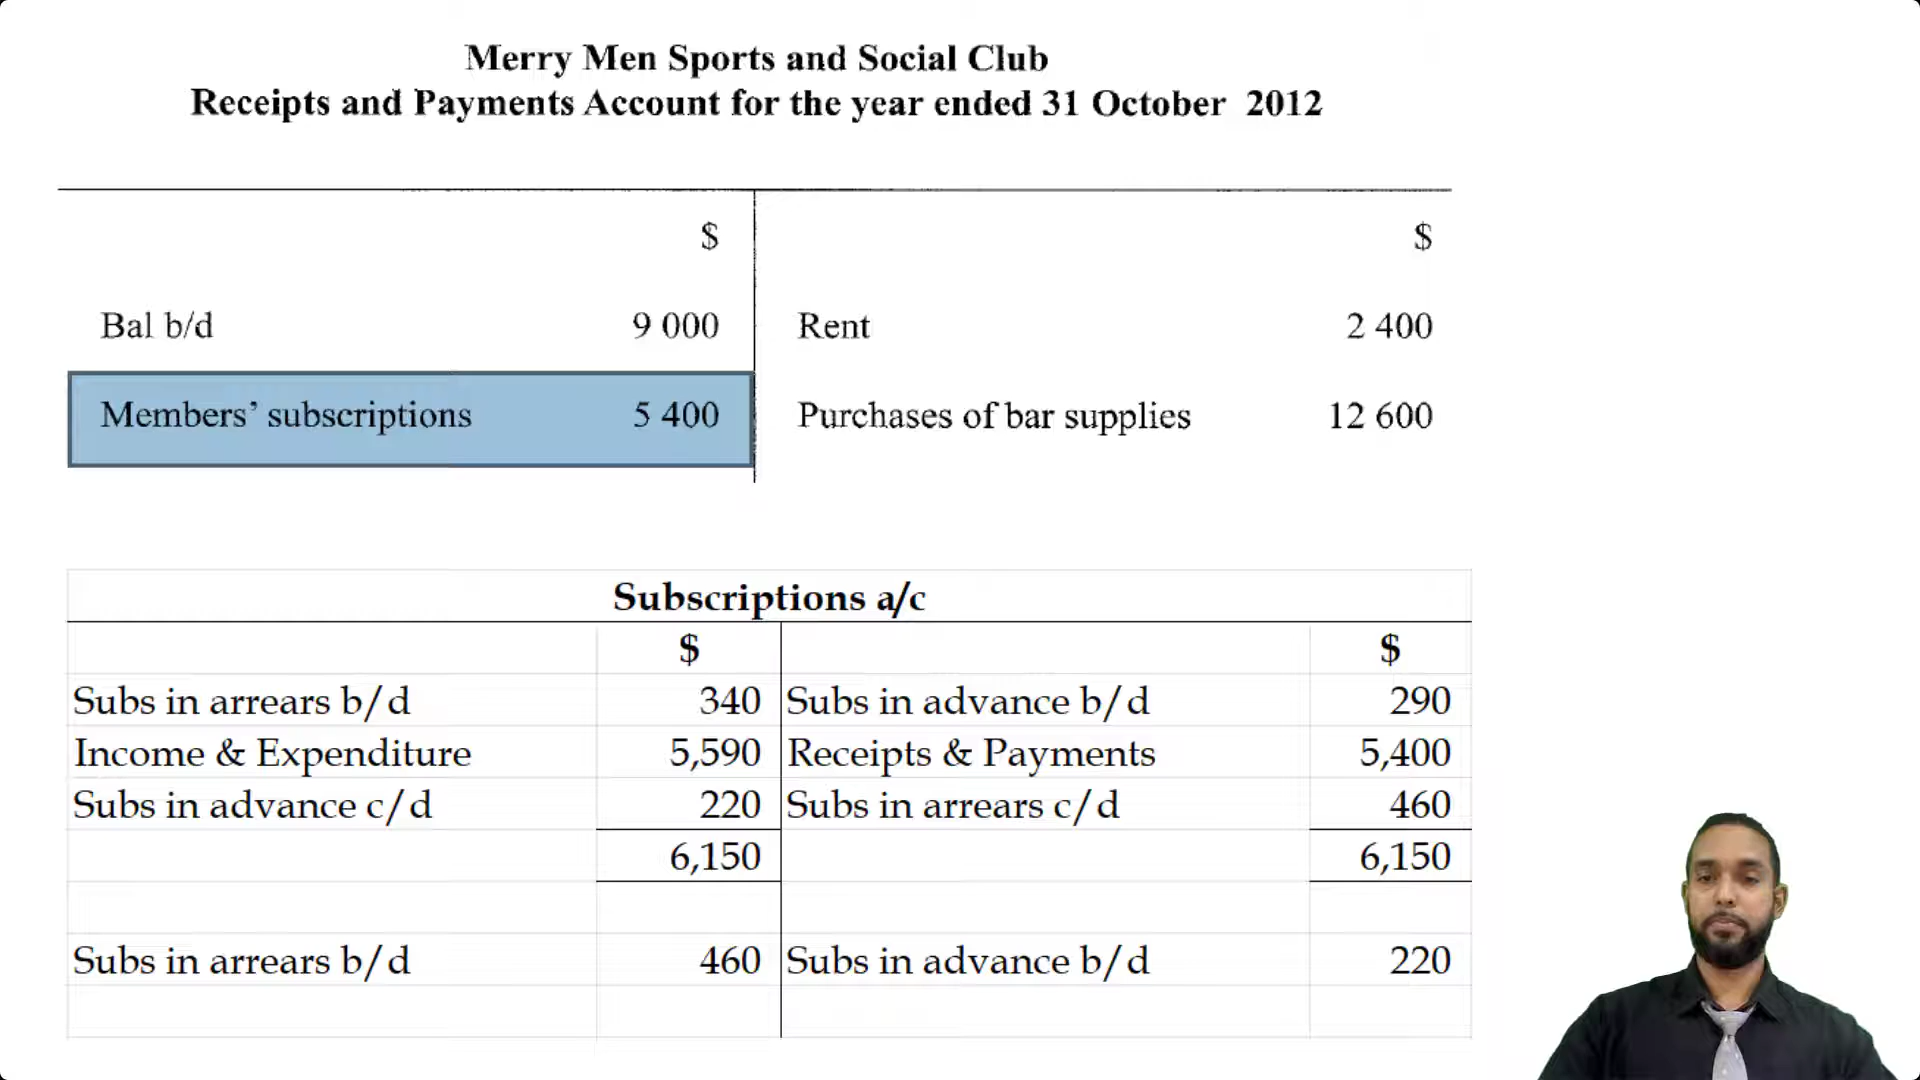 Merry Men Sports and Social Club
Receipts and Payments Account for the year ended 31 October 2012
$ $
Bal b/d 9 000 Rent 2 400
Members’ subscriptions 5 400 Purchases of bar supplies 12 600
Subscriptions a/c
$ $
Subs in arrears b/d 340 Subs in advance b/d 290
Income & Expenditure 5,590 Receipts & Payments 5,400
Subs in advance c/d 220 Subs in arrears c/d 460
6,150 6,150
Subs in arrears b/d 460 Subs in advance b/d 220